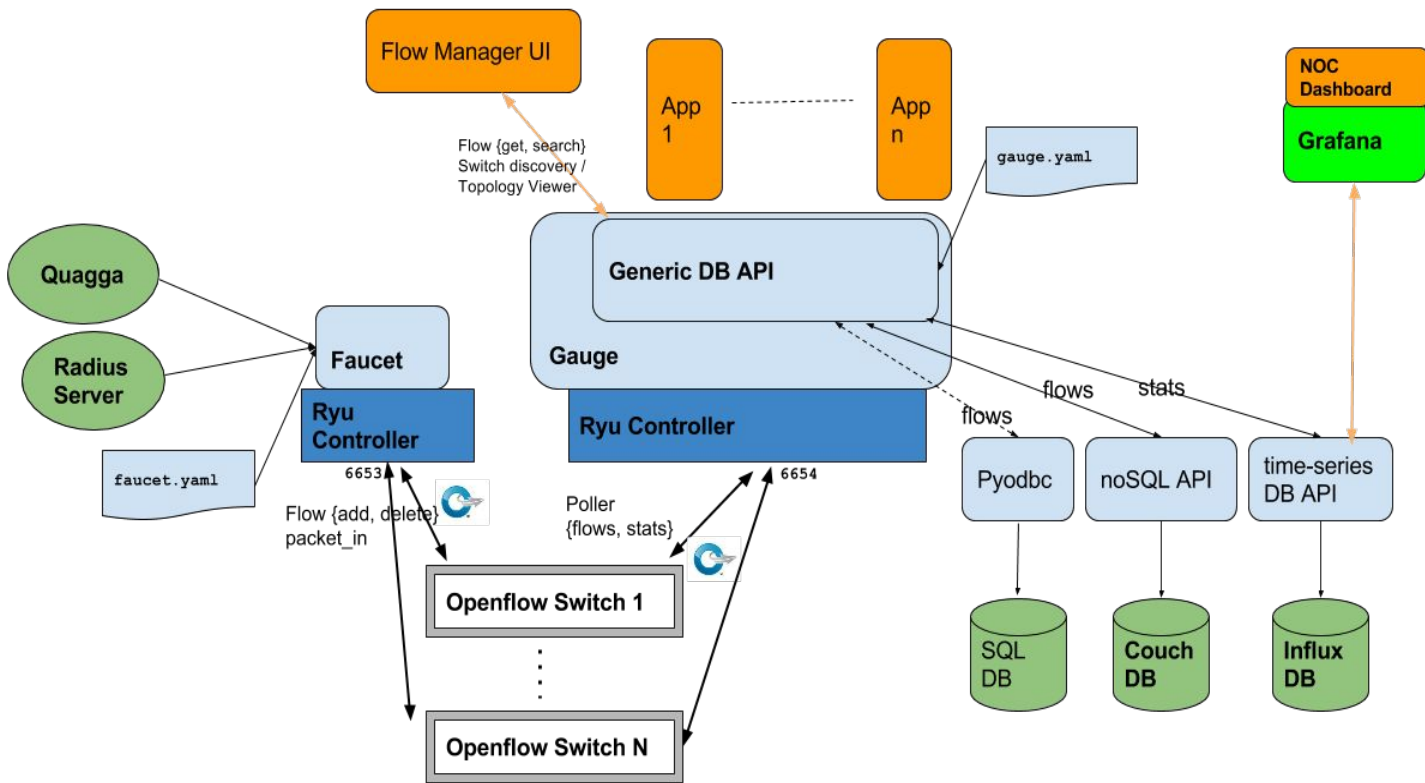 Flow Manager UI
App
1
App
n
NOC
Dashboard
Grafana
Flow {get, search}
Switch discovery /
Topology Viewer
gauge.yaml
Quagga
Radius
Server
faucet.yaml
Faucet
Ryu
Controller
6653
Generic DB API
Gauge
Ryu Controller
6654
flows
flows
stats
Pyodbc
noSQL API
time-series
DB API
Flow {add, delete}
packet_in
Poller
{flows, stats}
Openflow Switch 1
Openflow Switch N
SQL
DB
Couch
DB
Influx
DB